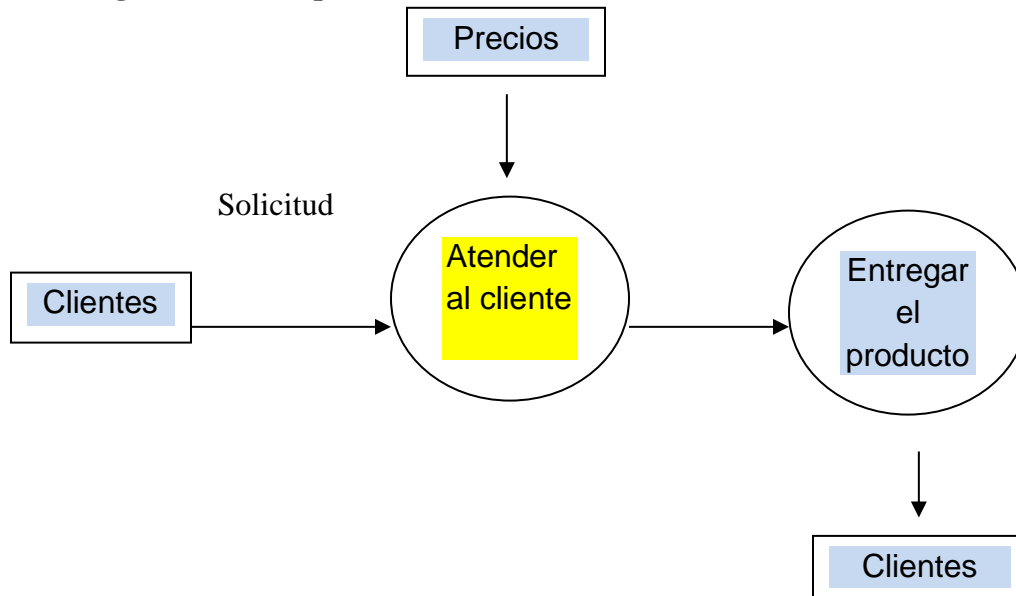 Precios
Solicitud
Atender
al cliente
Clientes
Entregar
el
producto
Clientes